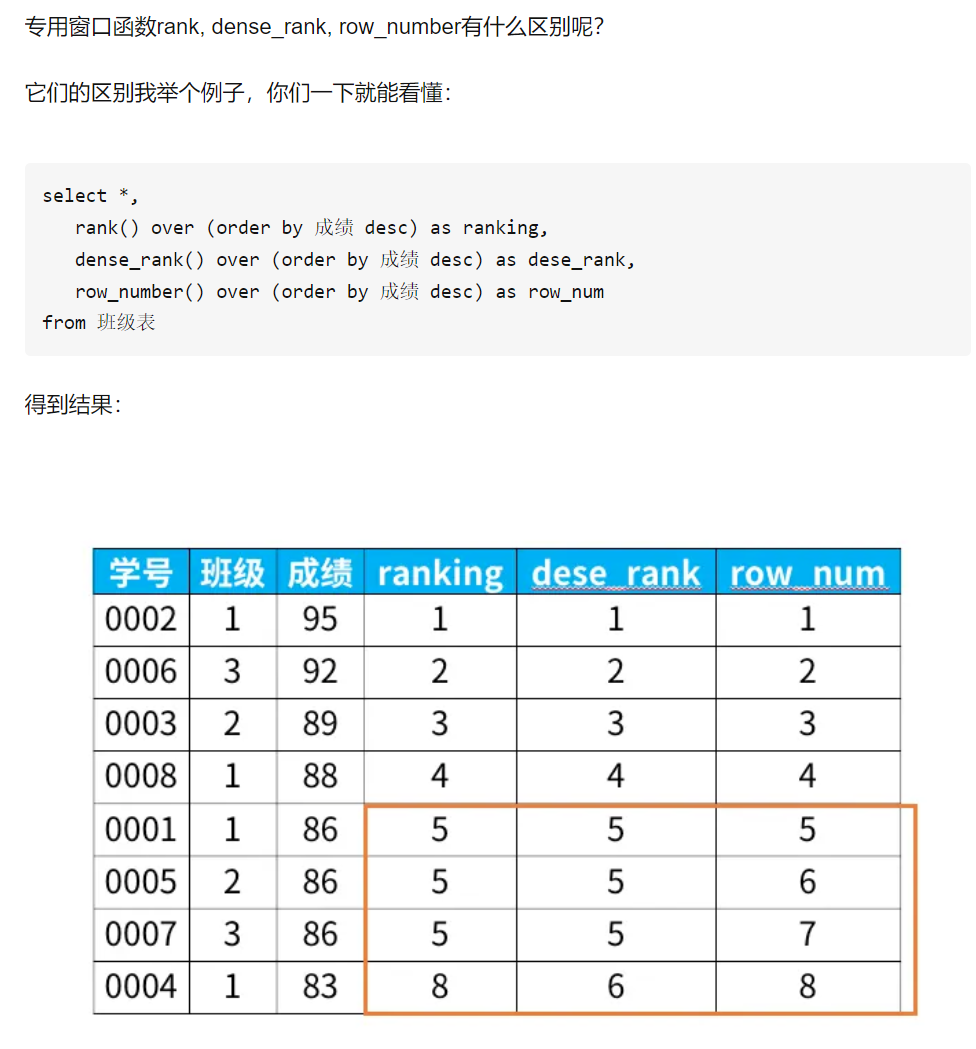 专用窗口函数rank, dense_rank, row_number有什么区别呢？
它们的区别我举个例子，你们一下就能看懂：
select *,
   rank() over (order by 成绩 desc) as ranking,
   dense_rank() over (order by 成绩 desc) as dese_rank,
   row_number() over (order by 成绩 desc) as row_num
from 班级表
得到结果：
学号 班级 成绩 ranking dese_rank row_num
0002 1 95 1 1 1
0006 3 92 2 2 2
0003 2 89 3 3 3
0008 1 88 4 4 4
0001 1 86 5 5 5
0005 2 86 5 5 6
0007 3 86 5 5 7
0004 1 83 8 6 8